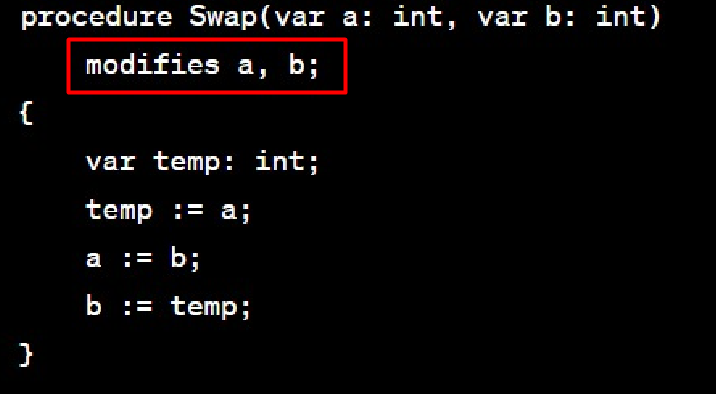 procedure Swap(var a: int, var b: int)
modifies a, b;
{
var temp: int;
temp := a;
a := b;
b := temp;
}